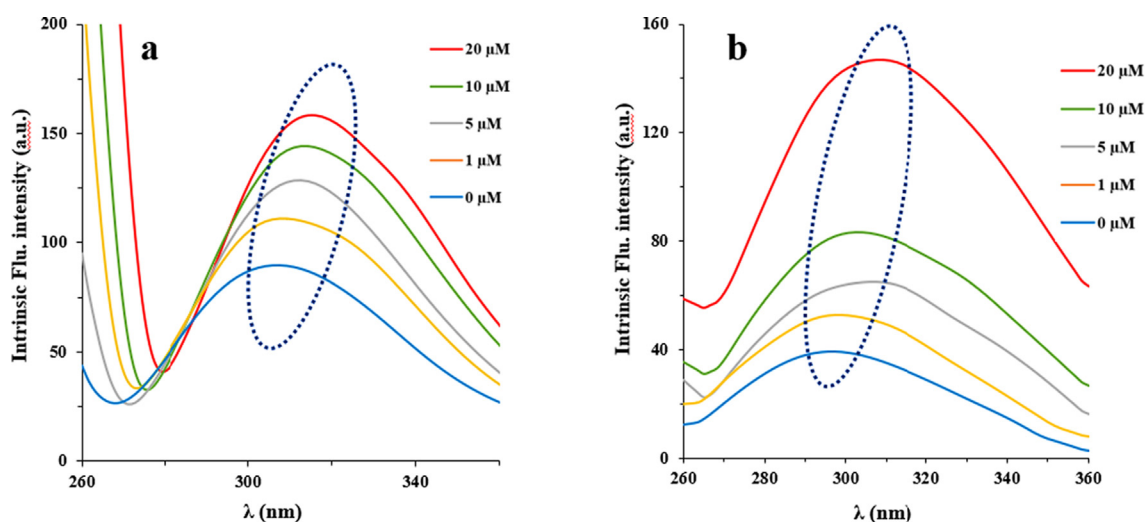 a
200
150
100
50
0
Intrinsic Flu. intensity (a.u.)
260
300
340
λ (nm)
20 µM
10 µM
5 µM
1 µM
0 µM
b
160
120
80
40
0
Intrinsic Flu. intensity (a.u.)
260
280
300
320
340
360
λ (nm)
20 µM
10 µM
5 µM
1 µM
0 µM